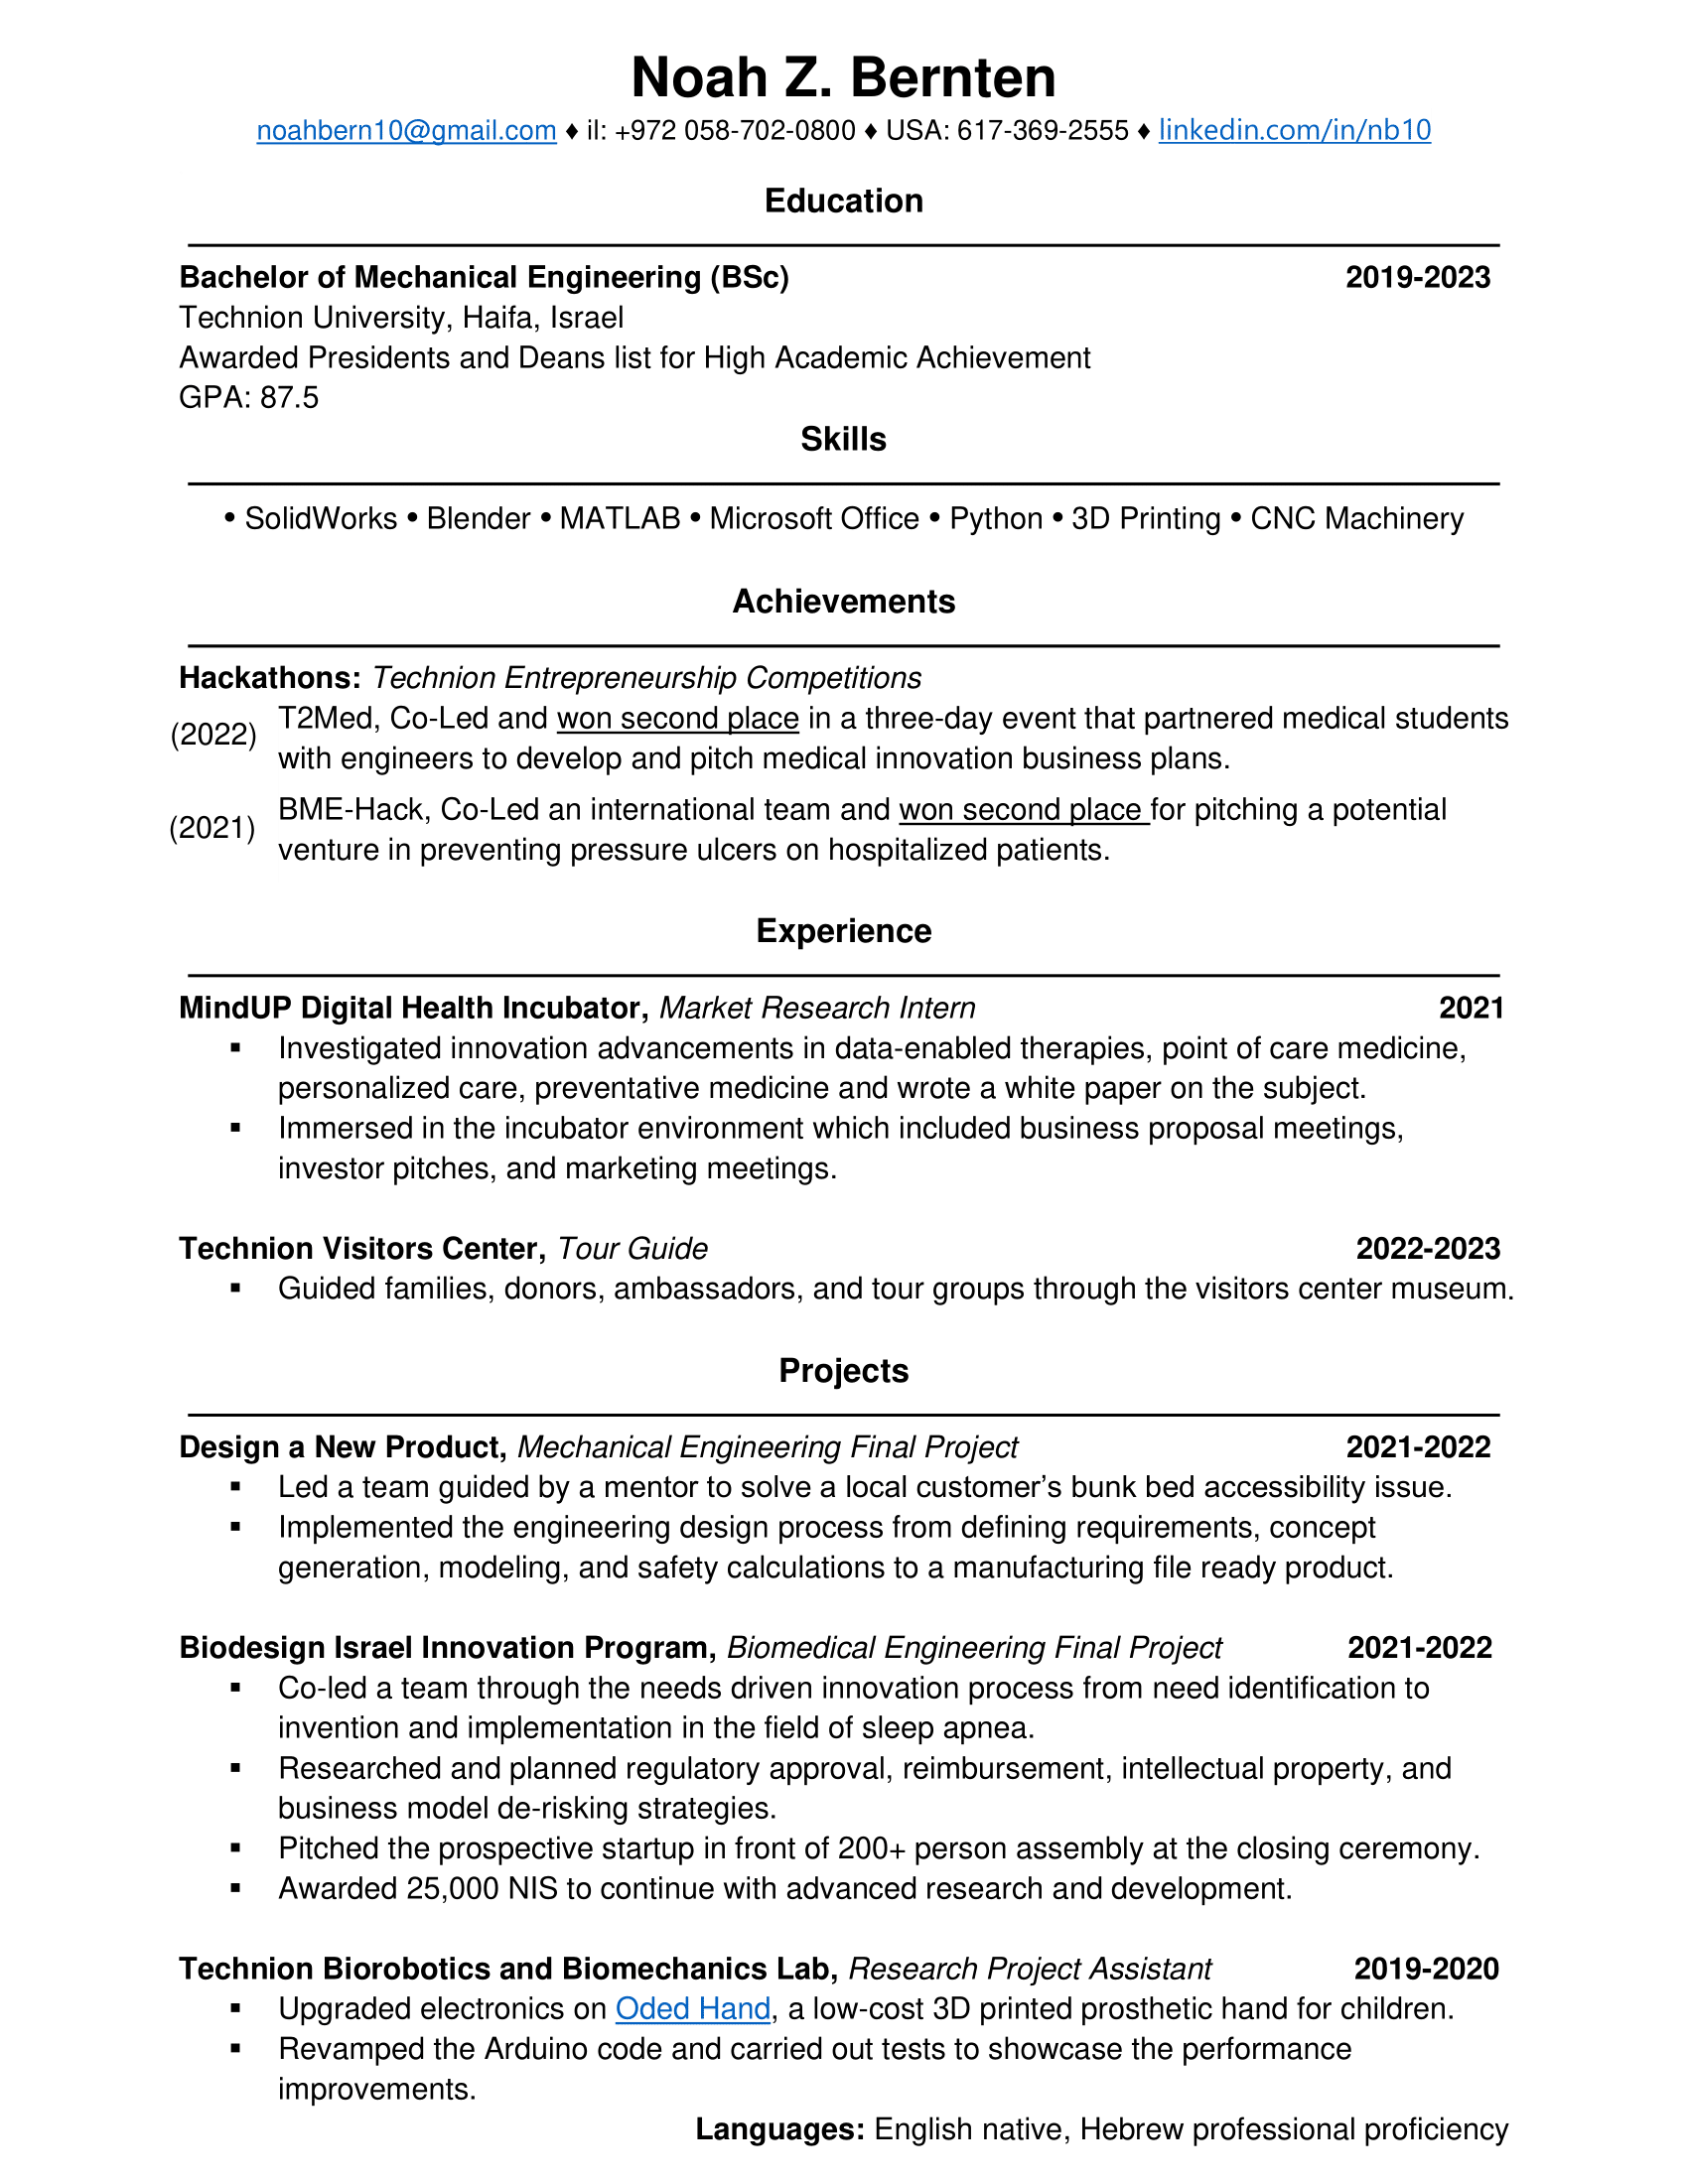 Noah Z. Bernten
noahbern10@gmail.com ♦ il: +972 058-702-0800 ♦ USA: 617-369-2555 ♦ linkedin.com/in/nb10
Education
Bachelor of Mechanical Engineering (BSc) 2019-2023
Technion University, Haifa, Israel
Awarded Presidents and Deans list for High Academic Achievement
GPA: 87.5
Skills
• SolidWorks • Blender • MATLAB • Microsoft Office • Python • 3D Printing • CNC Machinery
Achievements
Hackathons: Technion Entrepreneurship Competitions
(2022) T2Med, Co-Led and won second place in a three-day event that partnered medical students
with engineers to develop and pitch medical innovation business plans.
(2021) BME-Hack, Co-Led an international team and won second place for pitching a potential
venture in preventing pressure ulcers on hospitalized patients.
Experience
MindUP Digital Health Incubator, Market Research Intern 2021
▪ Investigated innovation advancements in data-enabled therapies, point of care medicine,
personalized care, preventative medicine and wrote a white paper on the subject.
▪ Immersed in the incubator environment which included business proposal meetings,
investor pitches, and marketing meetings.
Technion Visitors Center, Tour Guide 2022-2023
▪ Guided families, donors, ambassadors, and tour groups through the visitors center museum.
Projects
Design a New Product, Mechanical Engineering Final Project 2021-2022
▪ Led a team guided by a mentor to solve a local customer’s bunk bed accessibility issue.
▪ Implemented the engineering design process from defining requirements, concept
generation, modeling, and safety calculations to a manufacturing file ready product.
Biodesign Israel Innovation Program, Biomedical Engineering Final Project 2021-2022
▪ Co-led a team through the needs driven innovation process from need identification to
invention and implementation in the field of sleep apnea.
▪ Researched and planned regulatory approval, reimbursement, intellectual property, and
business model de-risking strategies.
▪ Pitched the prospective startup in front of 200+ person assembly at the closing ceremony.
▪ Awarded 25,000 NIS to continue with advanced research and development.
Technion Biorobotics and Biomechanics Lab, Research Project Assistant 2019-2020
▪ Upgraded electronics on Oded Hand, a low-cost 3D printed prosthetic hand for children.
▪ Revamped the Arduino code and carried out tests to showcase the performance
improvements.
Languages: English native, Hebrew professional proficiency